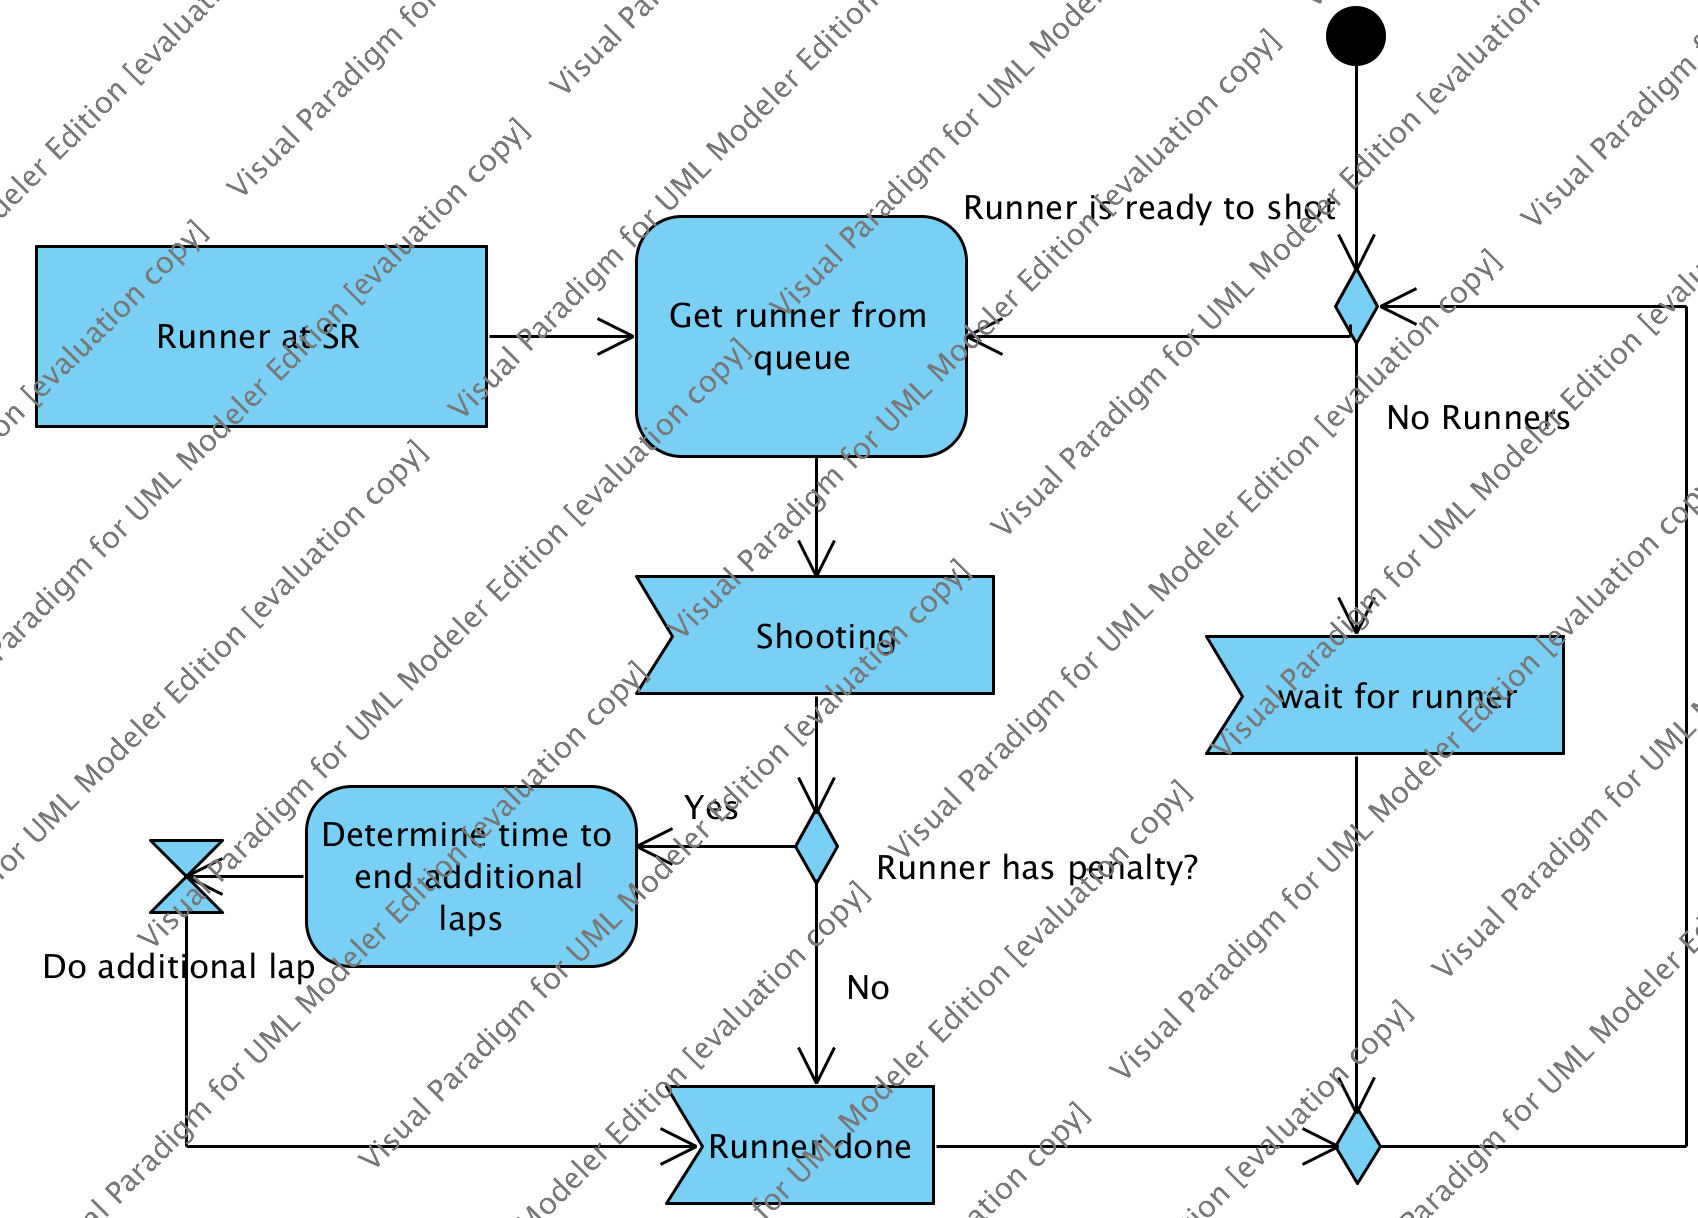 Runner is ready to shot
Runner at SR
Get runner from
queue
No Runners
Shooting
wait for runner
Yes
Determine time to
end additional
laps
Runner has penalty?
Do additional lap
No
Runner done
Visual Paradigm for UML Modeler Edition [evaluation copy]